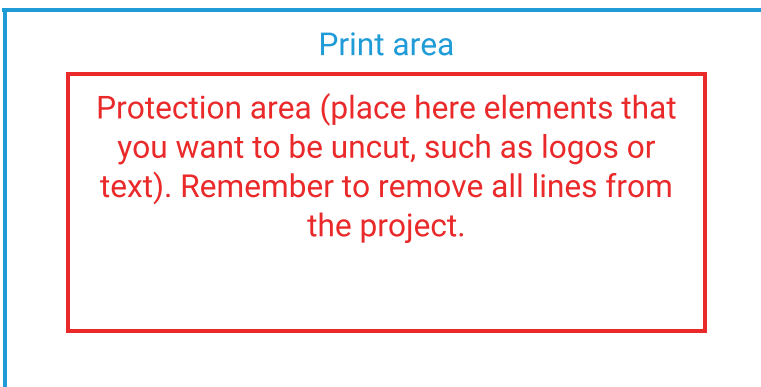 Print area
Protection area (place here elements that
you want to be uncut, such as logos or
text). Remember to remove all lines from
the project.